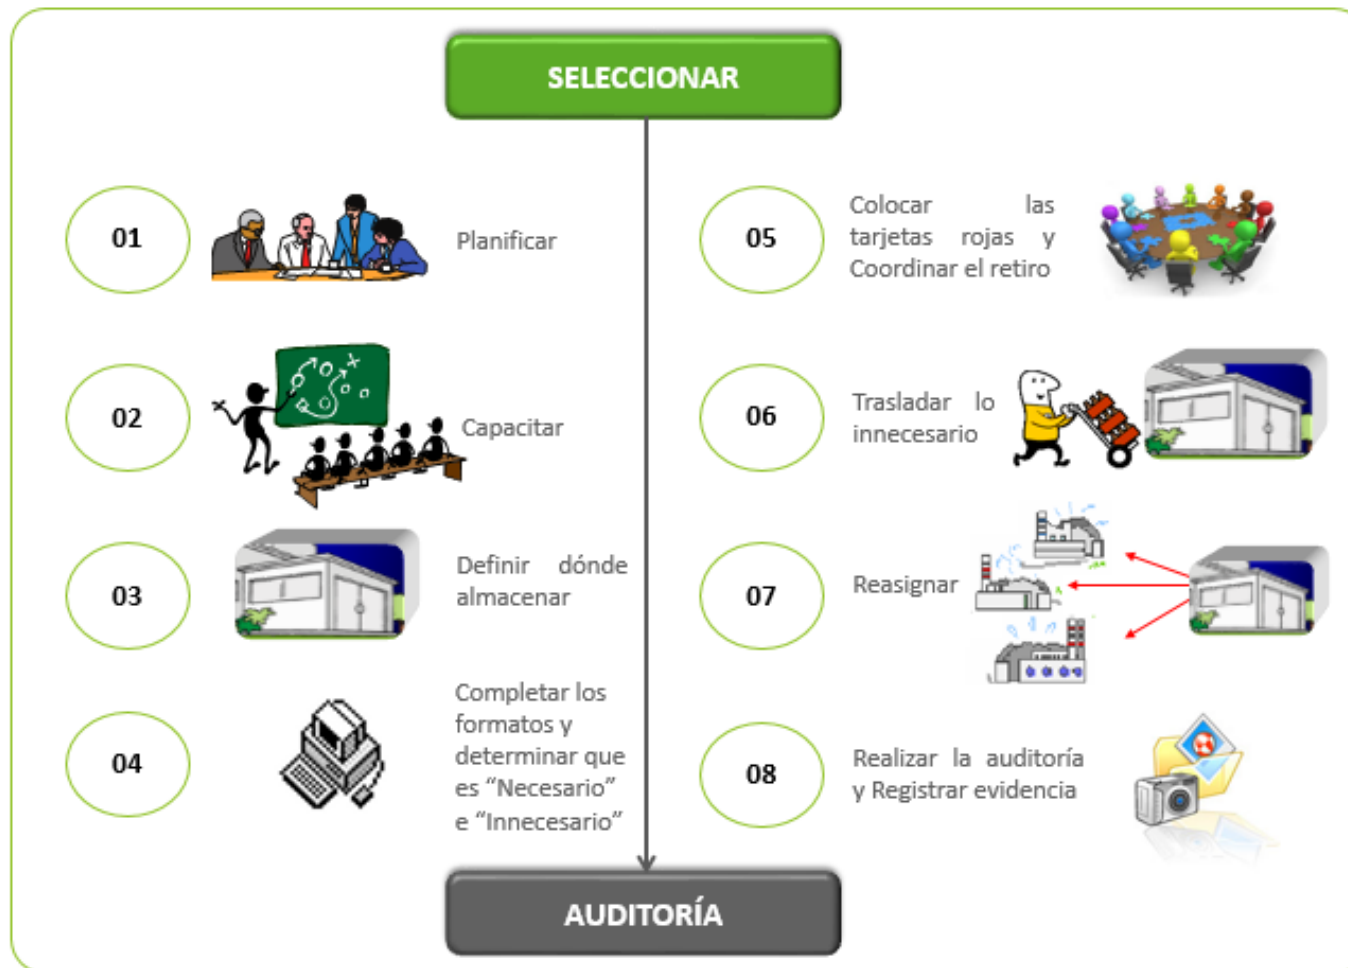 SELECCIONAR
01
Planificar
02
Capacitar
03
Definir dónde
almacenar
04
Completar los
formatos y
determinar que
es “Necesario”
e “Innecesario”
05
Colocar las
tarjetas rojas y
Coordinar el retiro
06
Trasladar lo
innecesario
07
Reasignar
08
Realizar la auditoría
y Registrar evidencia
AUDITORÍA